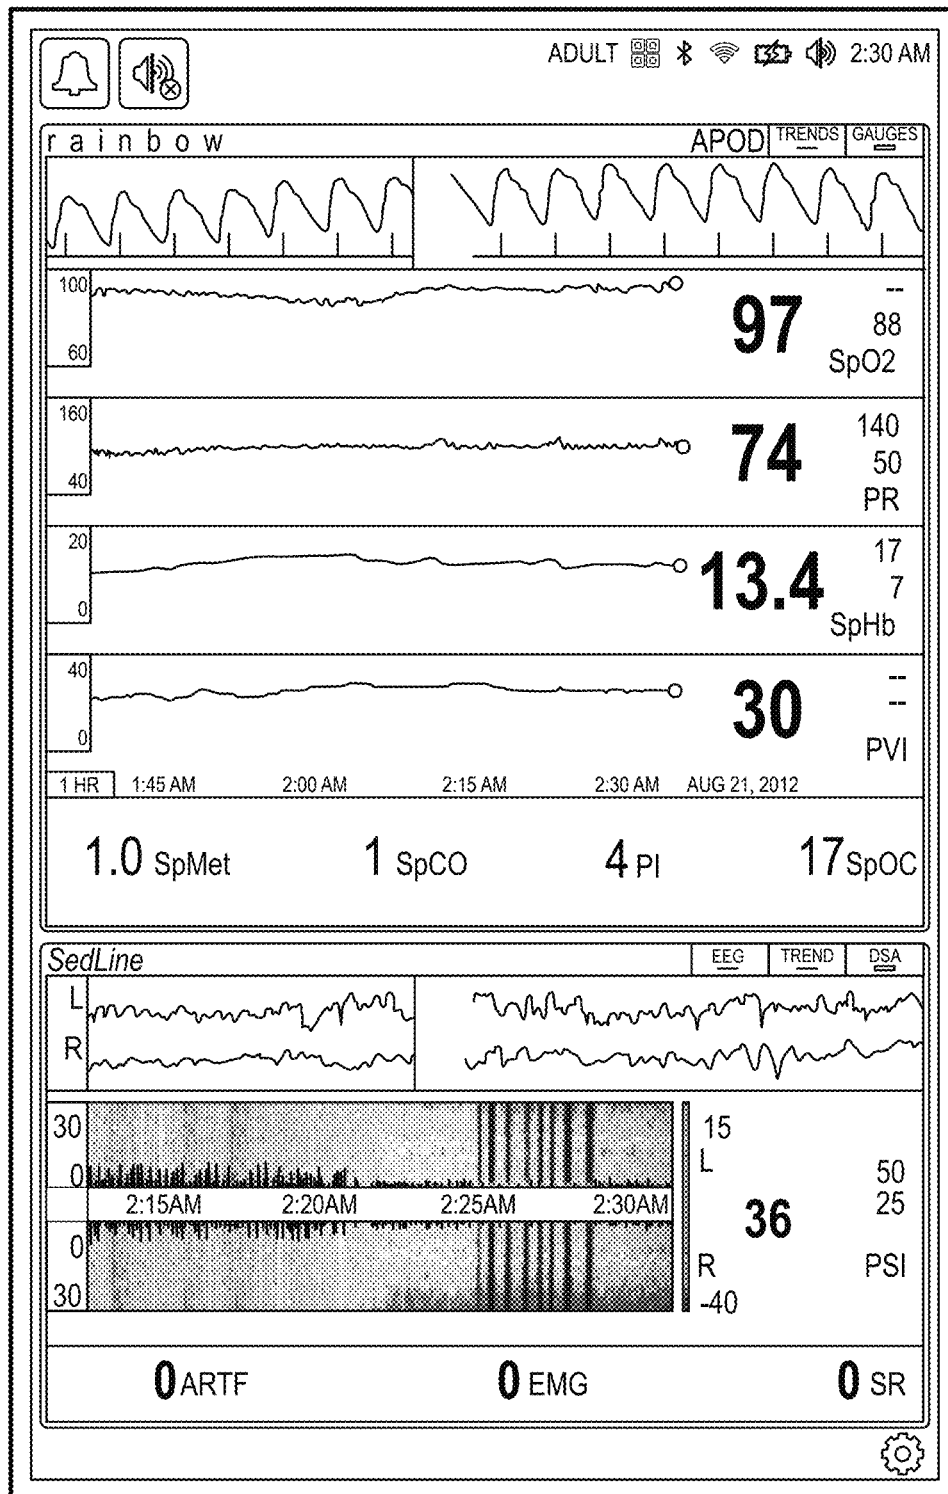 ADULT 2:30 AM
rainbow APOD TRENDS GAUGES
100 --
97 88
60 SpO2
160 140
74 50
40 PR
20 17
13.4 7
0 SpHb
40 --
30 --
0 PVI
1 HR 1:45 AM 2:00 AM 2:15 AM 2:30 AM AUG 21, 2012
1.0 SpMet 1 SpCO 4 PI 17 SpOC
SedLine EEG TREND DSA
L
R
30 15
0 L 50
2:15AM 2:20AM 2:25AM 2:30AM 36 25
0 R PSI
30 -40
0 ARTF 0 EMG 0 SR